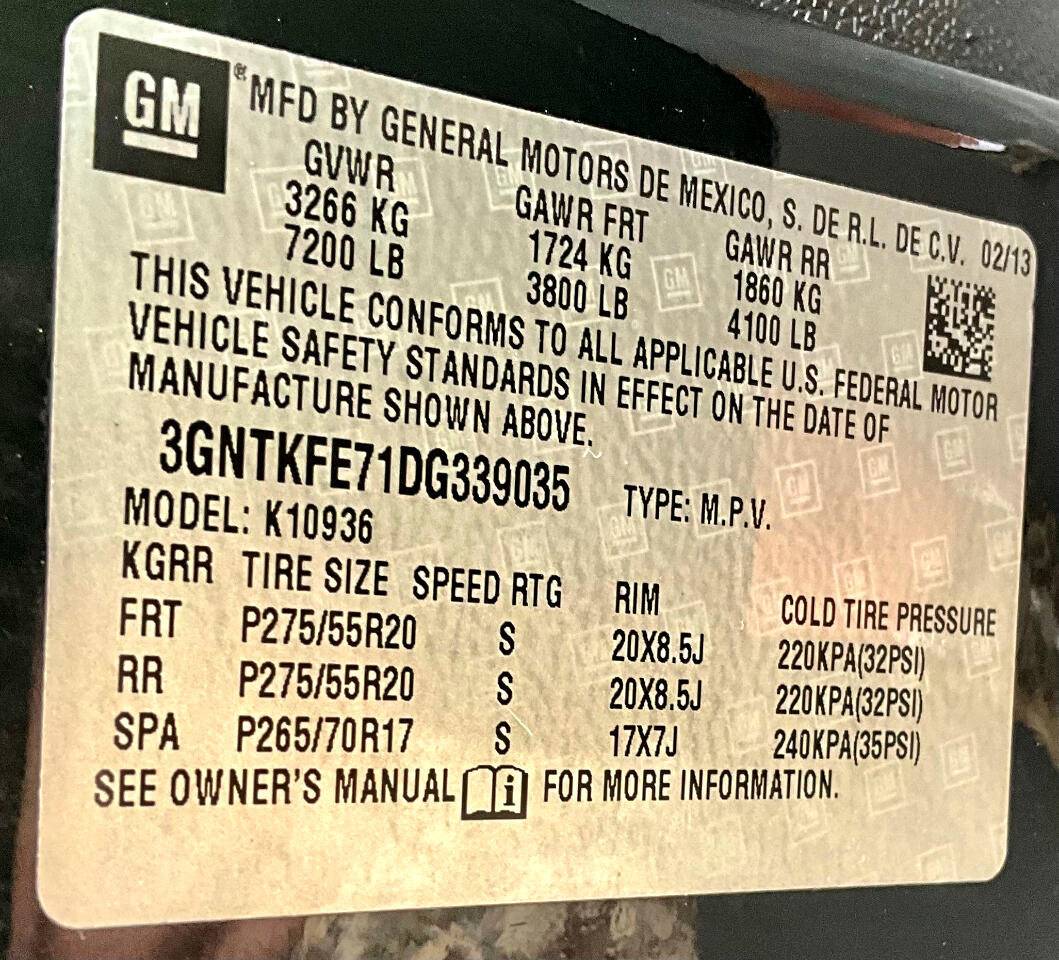 GM ® MFD BY GENERAL MOTORS DE MEXICO, S. DE R.L. DE C.V. 02/13
GVWR GAWR FRT GAWR RR
3266 KG 1724 KG 1860 KG
7200 LB 3800 LB 4100 LB
THIS VEHICLE CONFORMS TO ALL APPLICABLE U.S. FEDERAL MOTOR
VEHICLE SAFETY STANDARDS IN EFFECT ON THE DATE OF
MANUFACTURE SHOWN ABOVE.
3GNTKFE71DG339035 TYPE: M.P.V.
MODEL: K10936
KGRR TIRE SIZE SPEED RTG RIM COLD TIRE PRESSURE
FRT P275/55R20 S 20X8.5J 220KPA(32PSI)
RR P275/55R20 S 20X8.5J 220KPA(32PSI)
SPA P265/70R17 S 17X7J 240KPA(35PSI)
SEE OWNER'S MANUAL i FOR MORE INFORMATION.